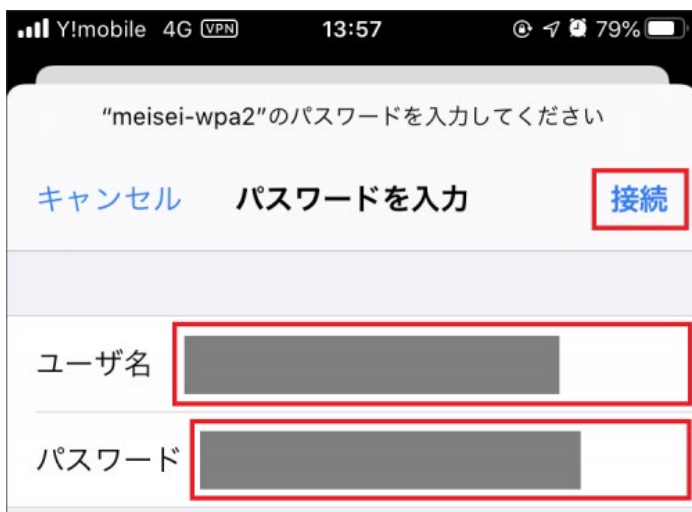 Y!mobile 4G VPN 13:57 79%
“meisei-wpa2”のパスワードを入力してください
キャンセル パスワードを入力 接続
ユーザ名
パスワード